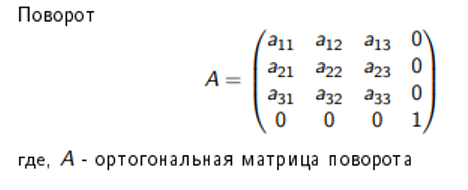 Поворот
a11 a12 a13 0
a21 a22 a23 0
A =
a31 a32 a33 0
0 0 0 1
где, A - ортогональная матрица поворота